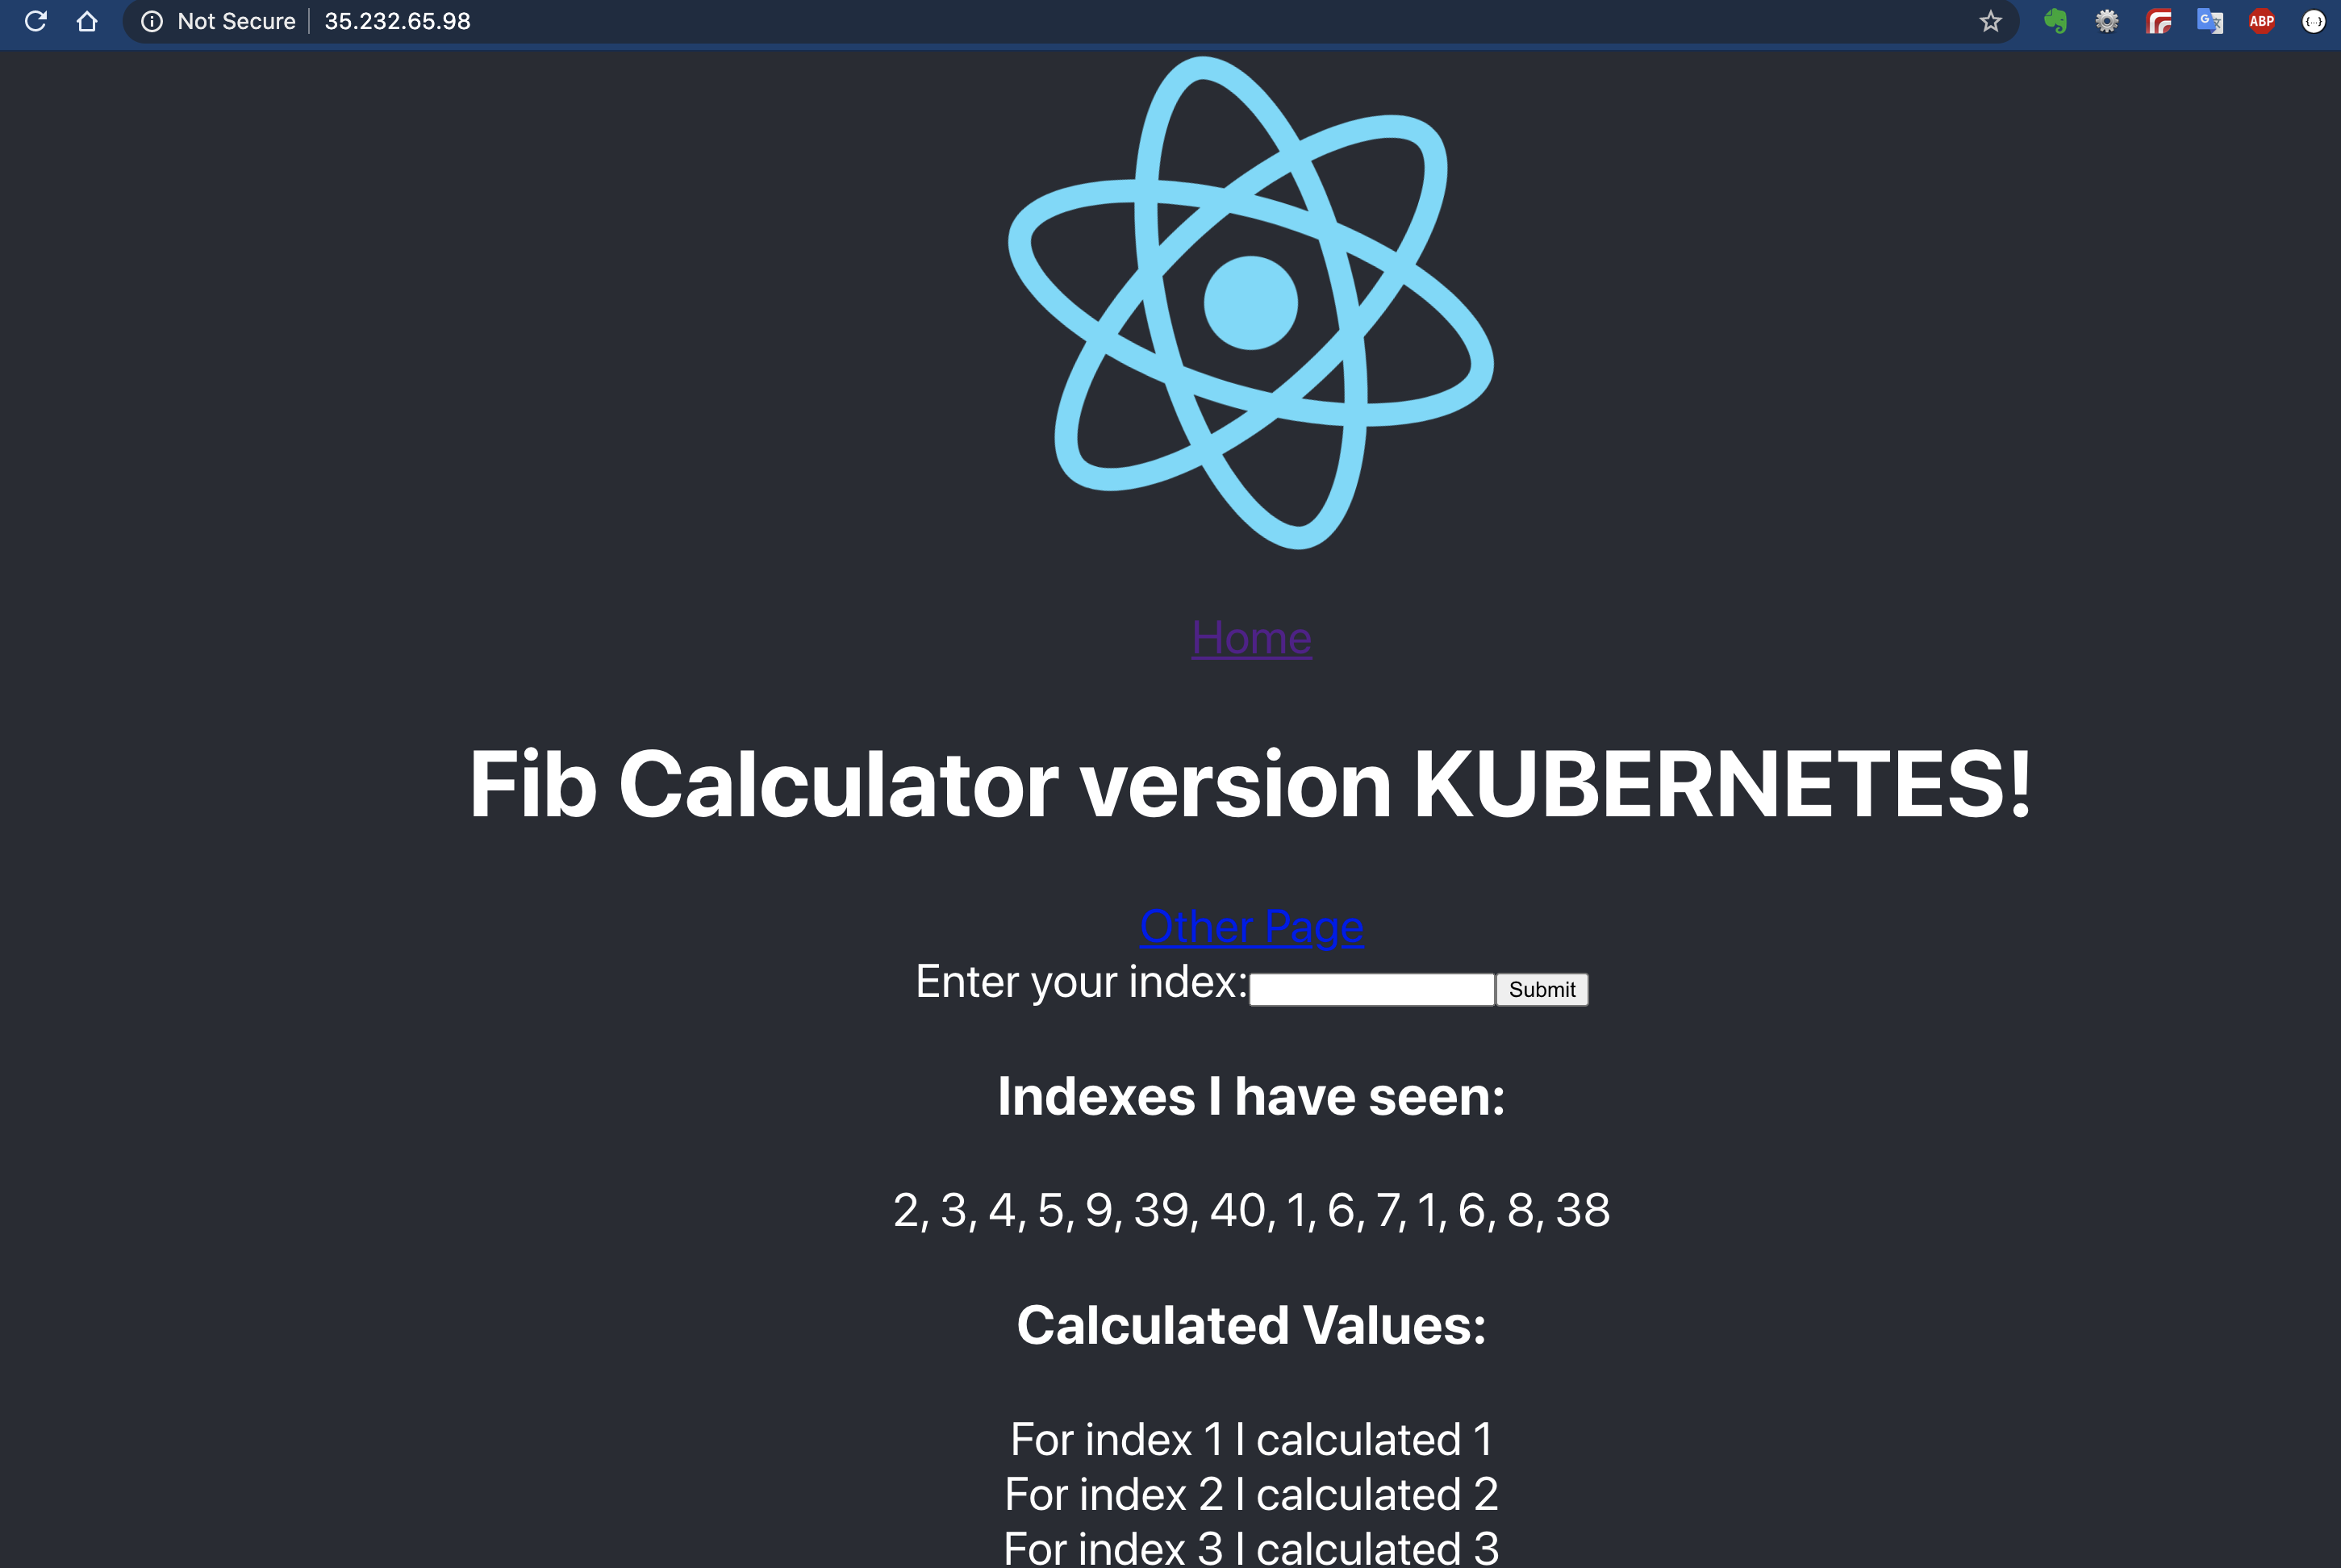 Not Secure | 35.232.65.98
ABP
Home
Fib Calculator version KUBERNETES!
Other Page
Enter your index: Submit
Indexes I have seen:
2, 3, 4, 5, 9, 39, 40, 1, 6, 7, 1, 6, 8, 38
Calculated Values:
For index 1 I calculated 1
For index 2 I calculated 2
For index 3 I calculated 3